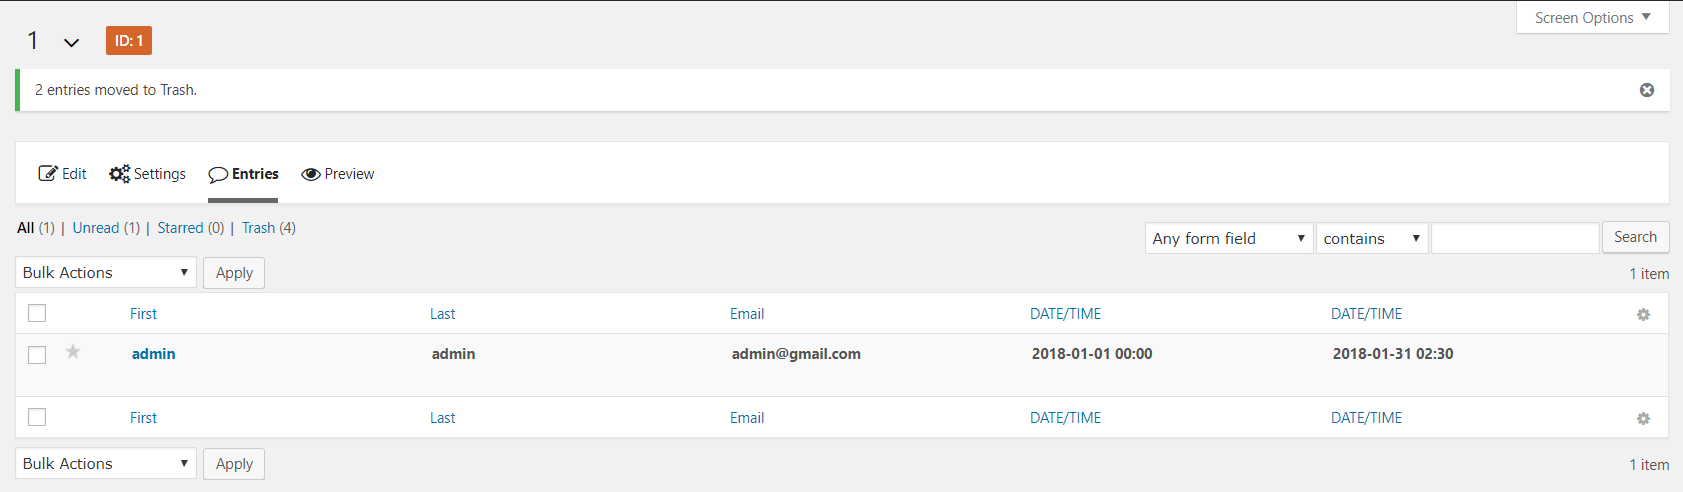 Screen Options
1 ID: 1
2 entries moved to Trash.
Edit Settings Entries Preview
All (1) | Unread (1) | Starred (0) | Trash (4)
Any form field contains Search
Bulk Actions Apply 1 item
First Last Email DATE/TIME DATE/TIME
admin admin admin@gmail.com 2018-01-01 00:00 2018-01-31 02:30
First Last Email DATE/TIME DATE/TIME
Bulk Actions Apply 1 item